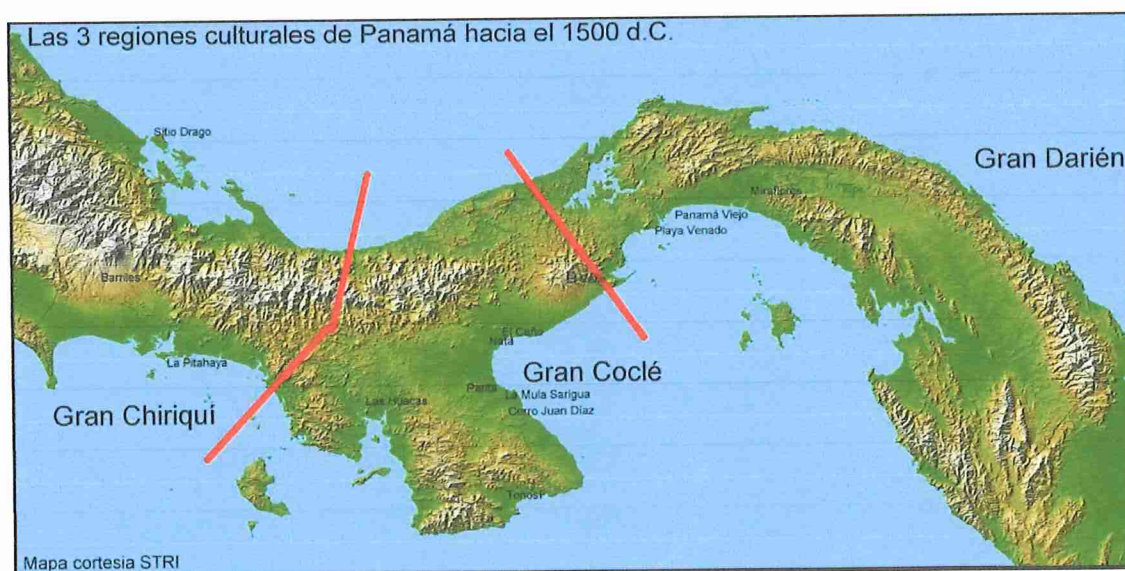 Las 3 regiones culturales de Panamá hacia el 1500 d.C.
Sitio Drago
Gran Darién
Miraflores
Panamá Viejo
Playa Venado
Barriles
El Caño
Natá
La Pitahaya
Gran Coclé
Parita
La Mula Sarigua
Las Huacas
Cerro Juan Díaz
Gran Chiriquí
Tonosí
Mapa cortesia STRI